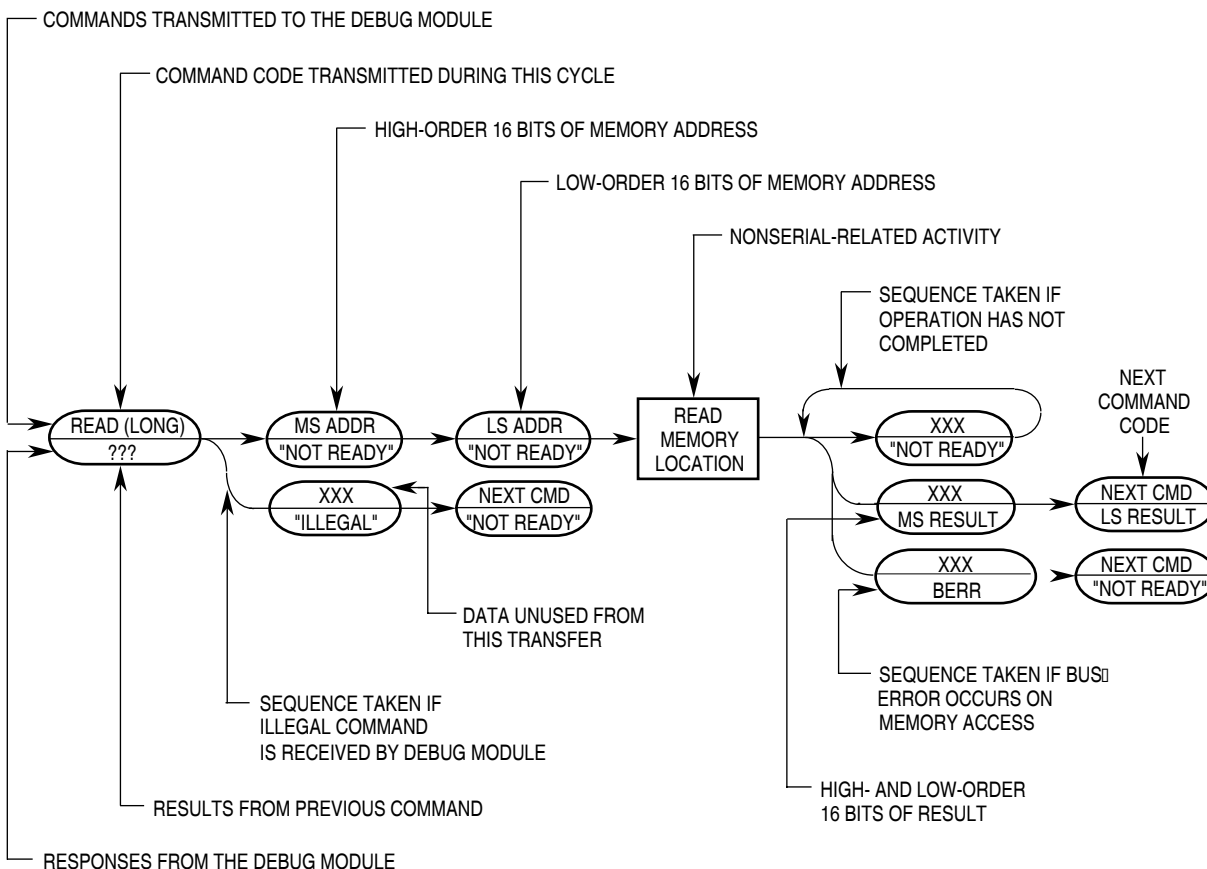 COMMANDS TRANSMITTED TO THE DEBUG MODULE
COMMAND CODE TRANSMITTED DURING THIS CYCLE
HIGH-ORDER 16 BITS OF MEMORY ADDRESS
LOW-ORDER 16 BITS OF MEMORY ADDRESS
NONSERIAL-RELATED ACTIVITY
SEQUENCE TAKEN IF
OPERATION HAS NOT
COMPLETED
NEXT
COMMAND
CODE
READ (LONG)
???
MS ADDR
"NOT READY"
LS ADDR
"NOT READY"
READ
MEMORY
LOCATION
XXX
"NOT READY"
XXX
"ILLEGAL"
NEXT CMD
"NOT READY"
XXX
MS RESULT
NEXT CMD
LS RESULT
XXX
BERR
NEXT CMD
"NOT READY"
DATA UNUSED FROM
THIS TRANSFER
SEQUENCE TAKEN IF BUS▯
ERROR OCCURS ON
MEMORY ACCESS
SEQUENCE TAKEN IF
ILLEGAL COMMAND
IS RECEIVED BY DEBUG MODULE
HIGH- AND LOW-ORDER
16 BITS OF RESULT
RESULTS FROM PREVIOUS COMMAND
RESPONSES FROM THE DEBUG MODULE